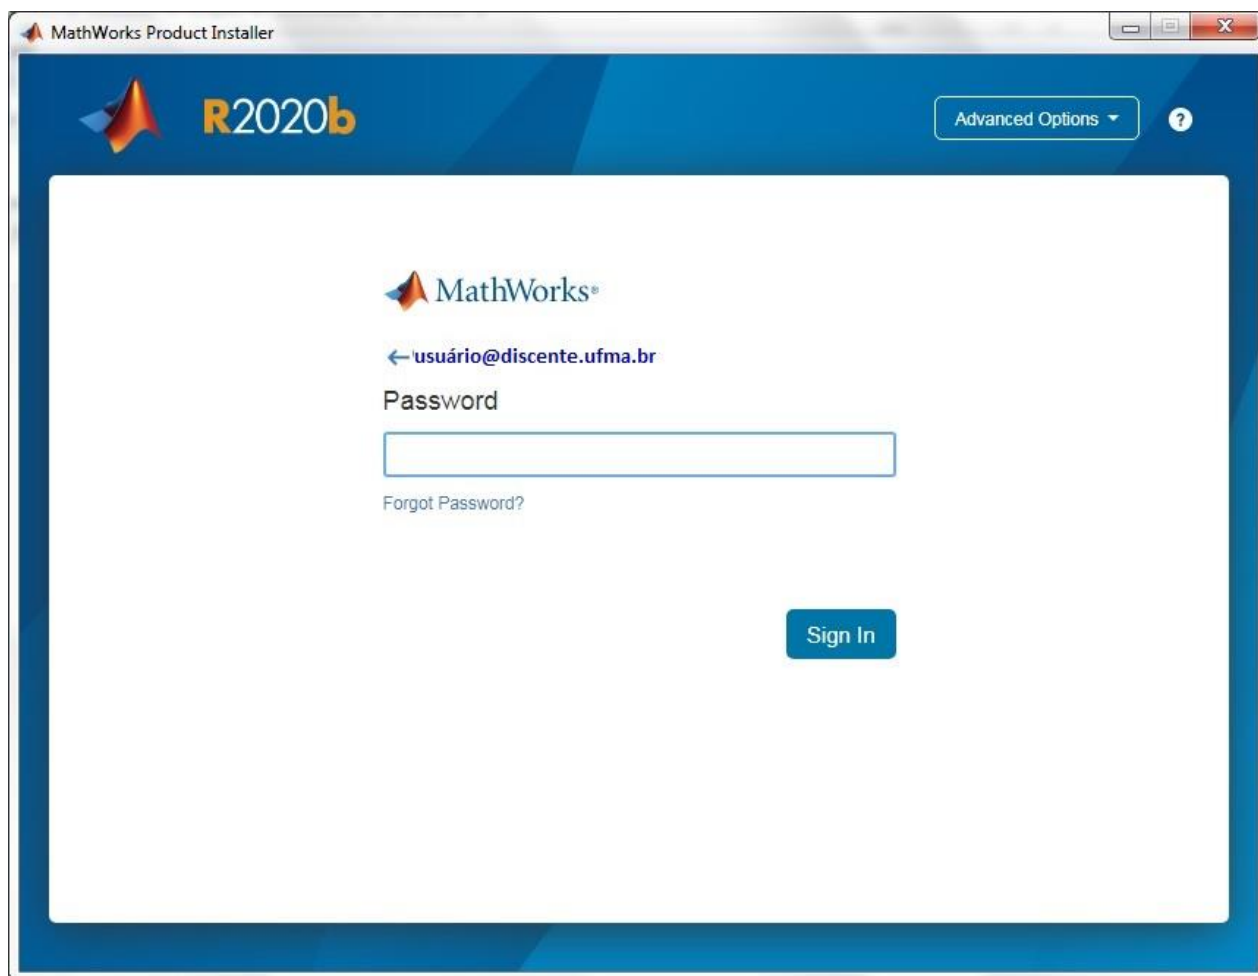 MathWorks Product Installer
R2020b
Advanced Options
?
MathWorks®
usuário@discente.ufma.br
Password
Forgot Password?
Sign In